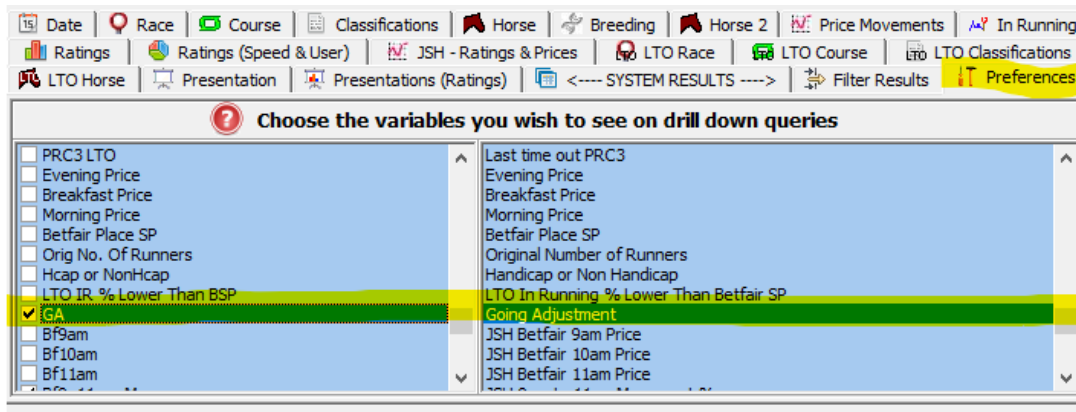 Date Race Course Classifications Horse Breeding Horse 2 Price Movements In Running
Ratings Ratings (Speed & User) JSH - Ratings & Prices LTO Race LTO Course LTO Classifications
LTO Horse Presentation Presentations (Ratings) <---- SYSTEM RESULTS ----> Filter Results Preferences
Choose the variables you wish to see on drill down queries
PRC3 LTO Last time out PRC3
Evening Price Evening Price
Breakfast Price Breakfast Price
Morning Price Morning Price
Betfair Place SP Betfair Place SP
Orig No. Of Runners Original Number of Runners
Hcap or NonHcap Handicap or Non Handicap
LTO IR % Lower Than BSP LTO In Running % Lower Than Betfair SP
GA Going Adjustment
Bf9am JSH Betfair 9am Price
Bf10am JSH Betfair 10am Price
Bf11am JSH Betfair 11am Price